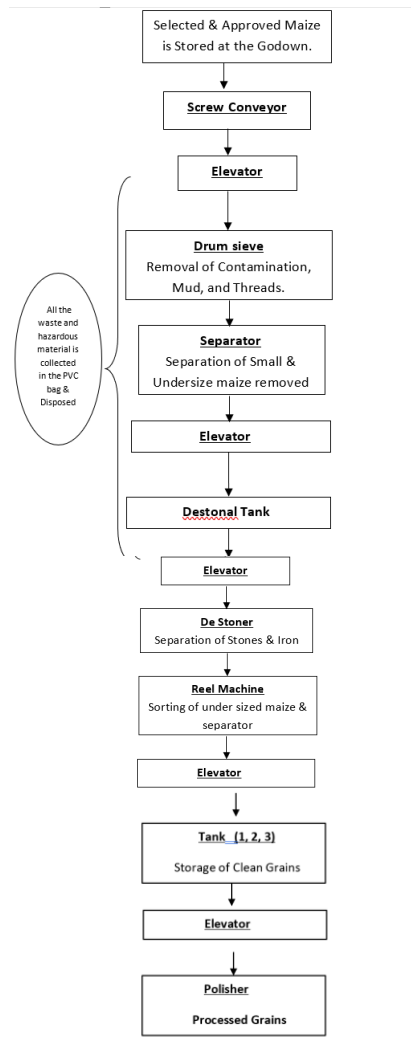 Selected & Approved Maize
is Stored at the Godown.
Screw Conveyor
Elevator
Drum sieve
Removal of Contamination,
Mud, and Threads.
All the
waste and
hazardous
material is
collected
in the PVC
bag &
Disposed
Separator
Separation of Small &
Undersize maize removed
Elevator
Destonal Tank
Elevator
De Stoner
Separation of Stones & Iron
Reel Machine
Sorting of under sized maize &
separator
Elevator
Tank (1, 2, 3)
Storage of Clean Grains
Elevator
Polisher
Processed Grains